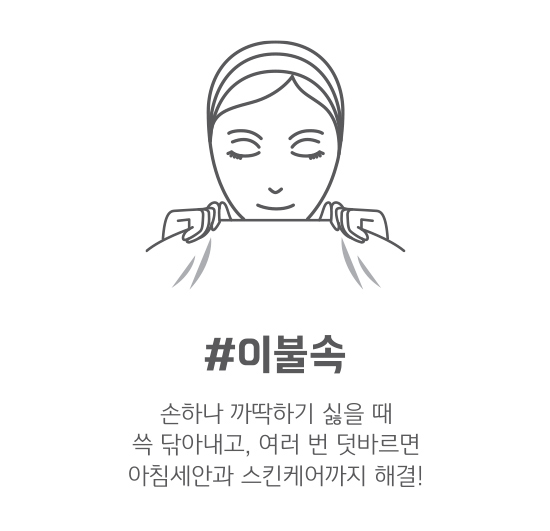 #이불속
손하나 까딱하기 싫을 때
쓱 닦아내고, 여러 번 덧바르면
아침세안과 스킨케어까지 해결!